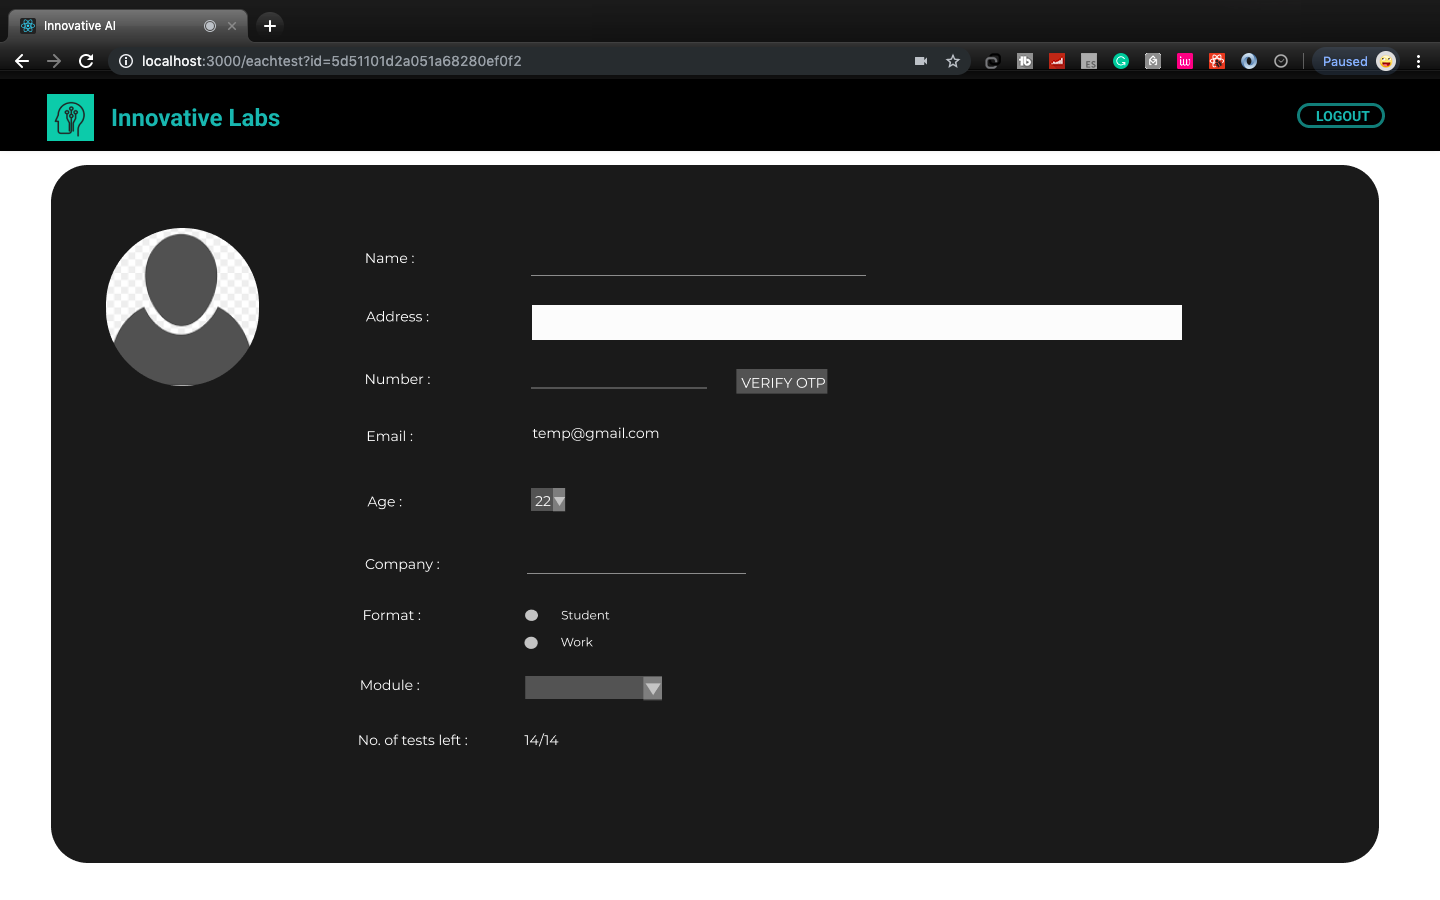 Innovative AI
localhost:3000/eachtest?id=5d51101d2a051a68280ef0f2
Paused
Innovative Labs
LOGOUT
Name :
Address :
Number :
VERIFY OTP
Email :
temp@gmail.com
Age :
22
Company :
Format :
Student
Work
Module :
No. of tests left :
14/14